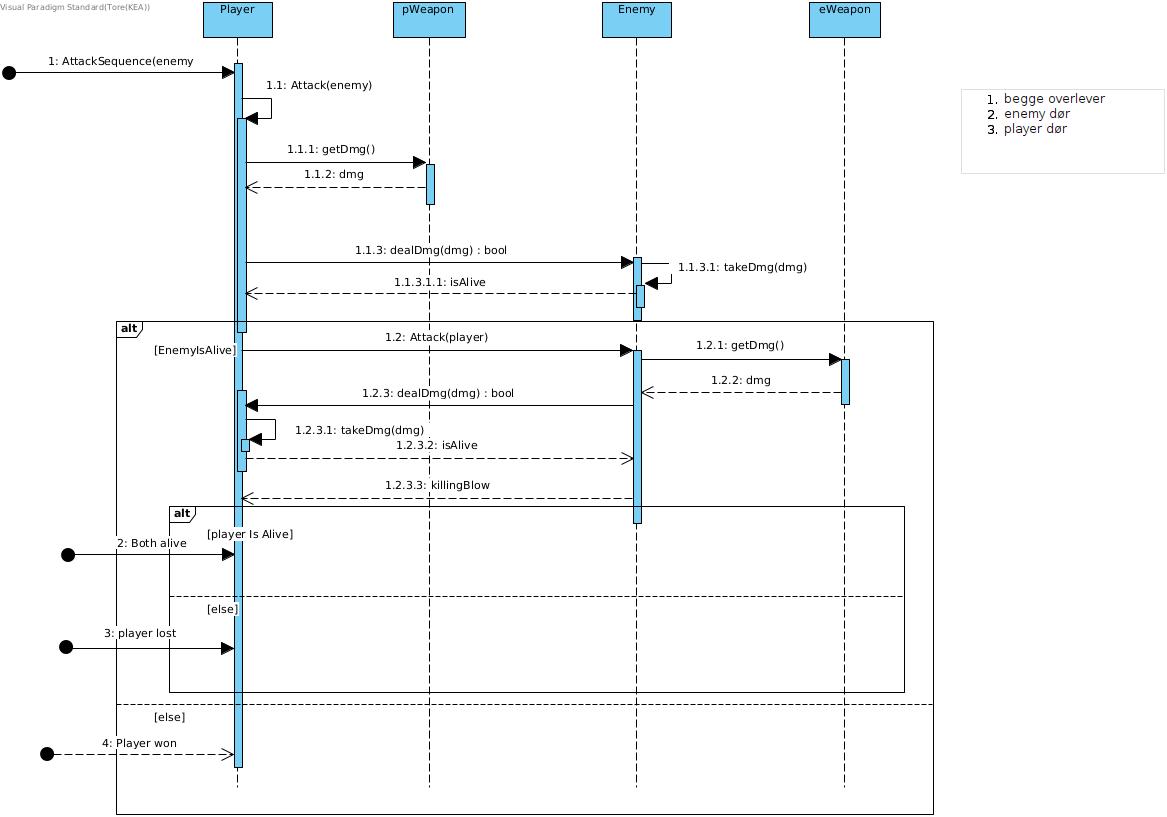 Visual Paradigm Standard(Tore(KEA))
Player
pWeapon
Enemy
eWeapon
1: AttackSequence(enemy
1.1: Attack(enemy)
1. begge overlever
2. enemy dør
3. player dør
1.1.1: getDmg()
1.1.2: dmg
1.1.3: dealDmg(dmg) : bool
1.1.3.1: takeDmg(dmg)
1.1.3.1.1: isAlive
alt
[EnemyIsAlive]
1.2: Attack(player)
1.2.1: getDmg()
1.2.2: dmg
1.2.3: dealDmg(dmg) : bool
1.2.3.1: takeDmg(dmg)
1.2.3.2: isAlive
1.2.3.3: killingBlow
alt
[player Is Alive]
2: Both alive
[else]
3: player lost
[else]
4: Player won